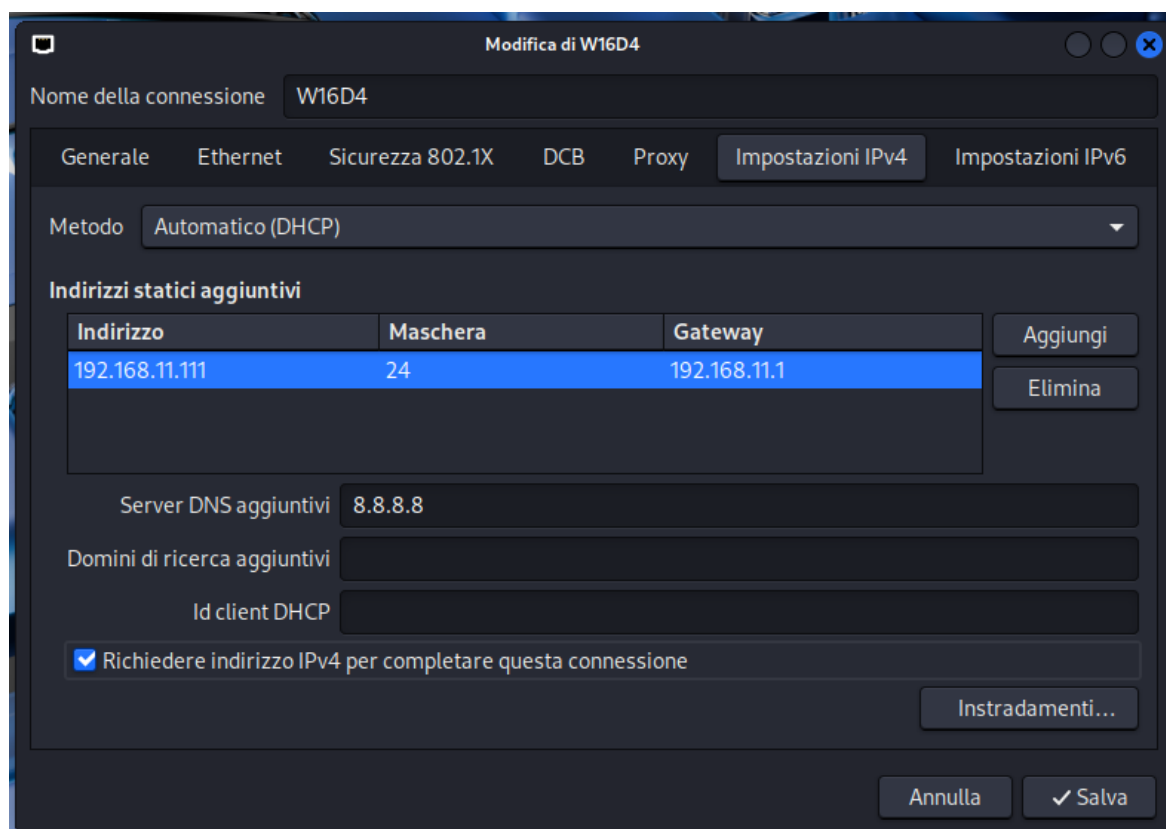 Modifica di W16D4
Nome della connessione W16D4
Generale Ethernet Sicurezza 802.1X DCB Proxy Impostazioni IPv4 Impostazioni IPv6
Metodo Automatico (DHCP)
Indirizzi statici aggiuntivi
Indirizzo Maschera Gateway Aggiungi
192.168.11.111 24 192.168.11.1
Elimina
Server DNS aggiuntivi 8.8.8.8
Domini di ricerca aggiuntivi
Id client DHCP
Richiedere indirizzo IPv4 per completare questa connessione
Instradamenti...
Annulla Salva